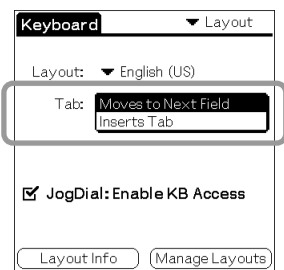 Keyboard Layout
Layout: English (US)
Tab: Moves to Next Field
Inserts Tab
JogDial: Enable KB Access
Layout Info Manage Layouts